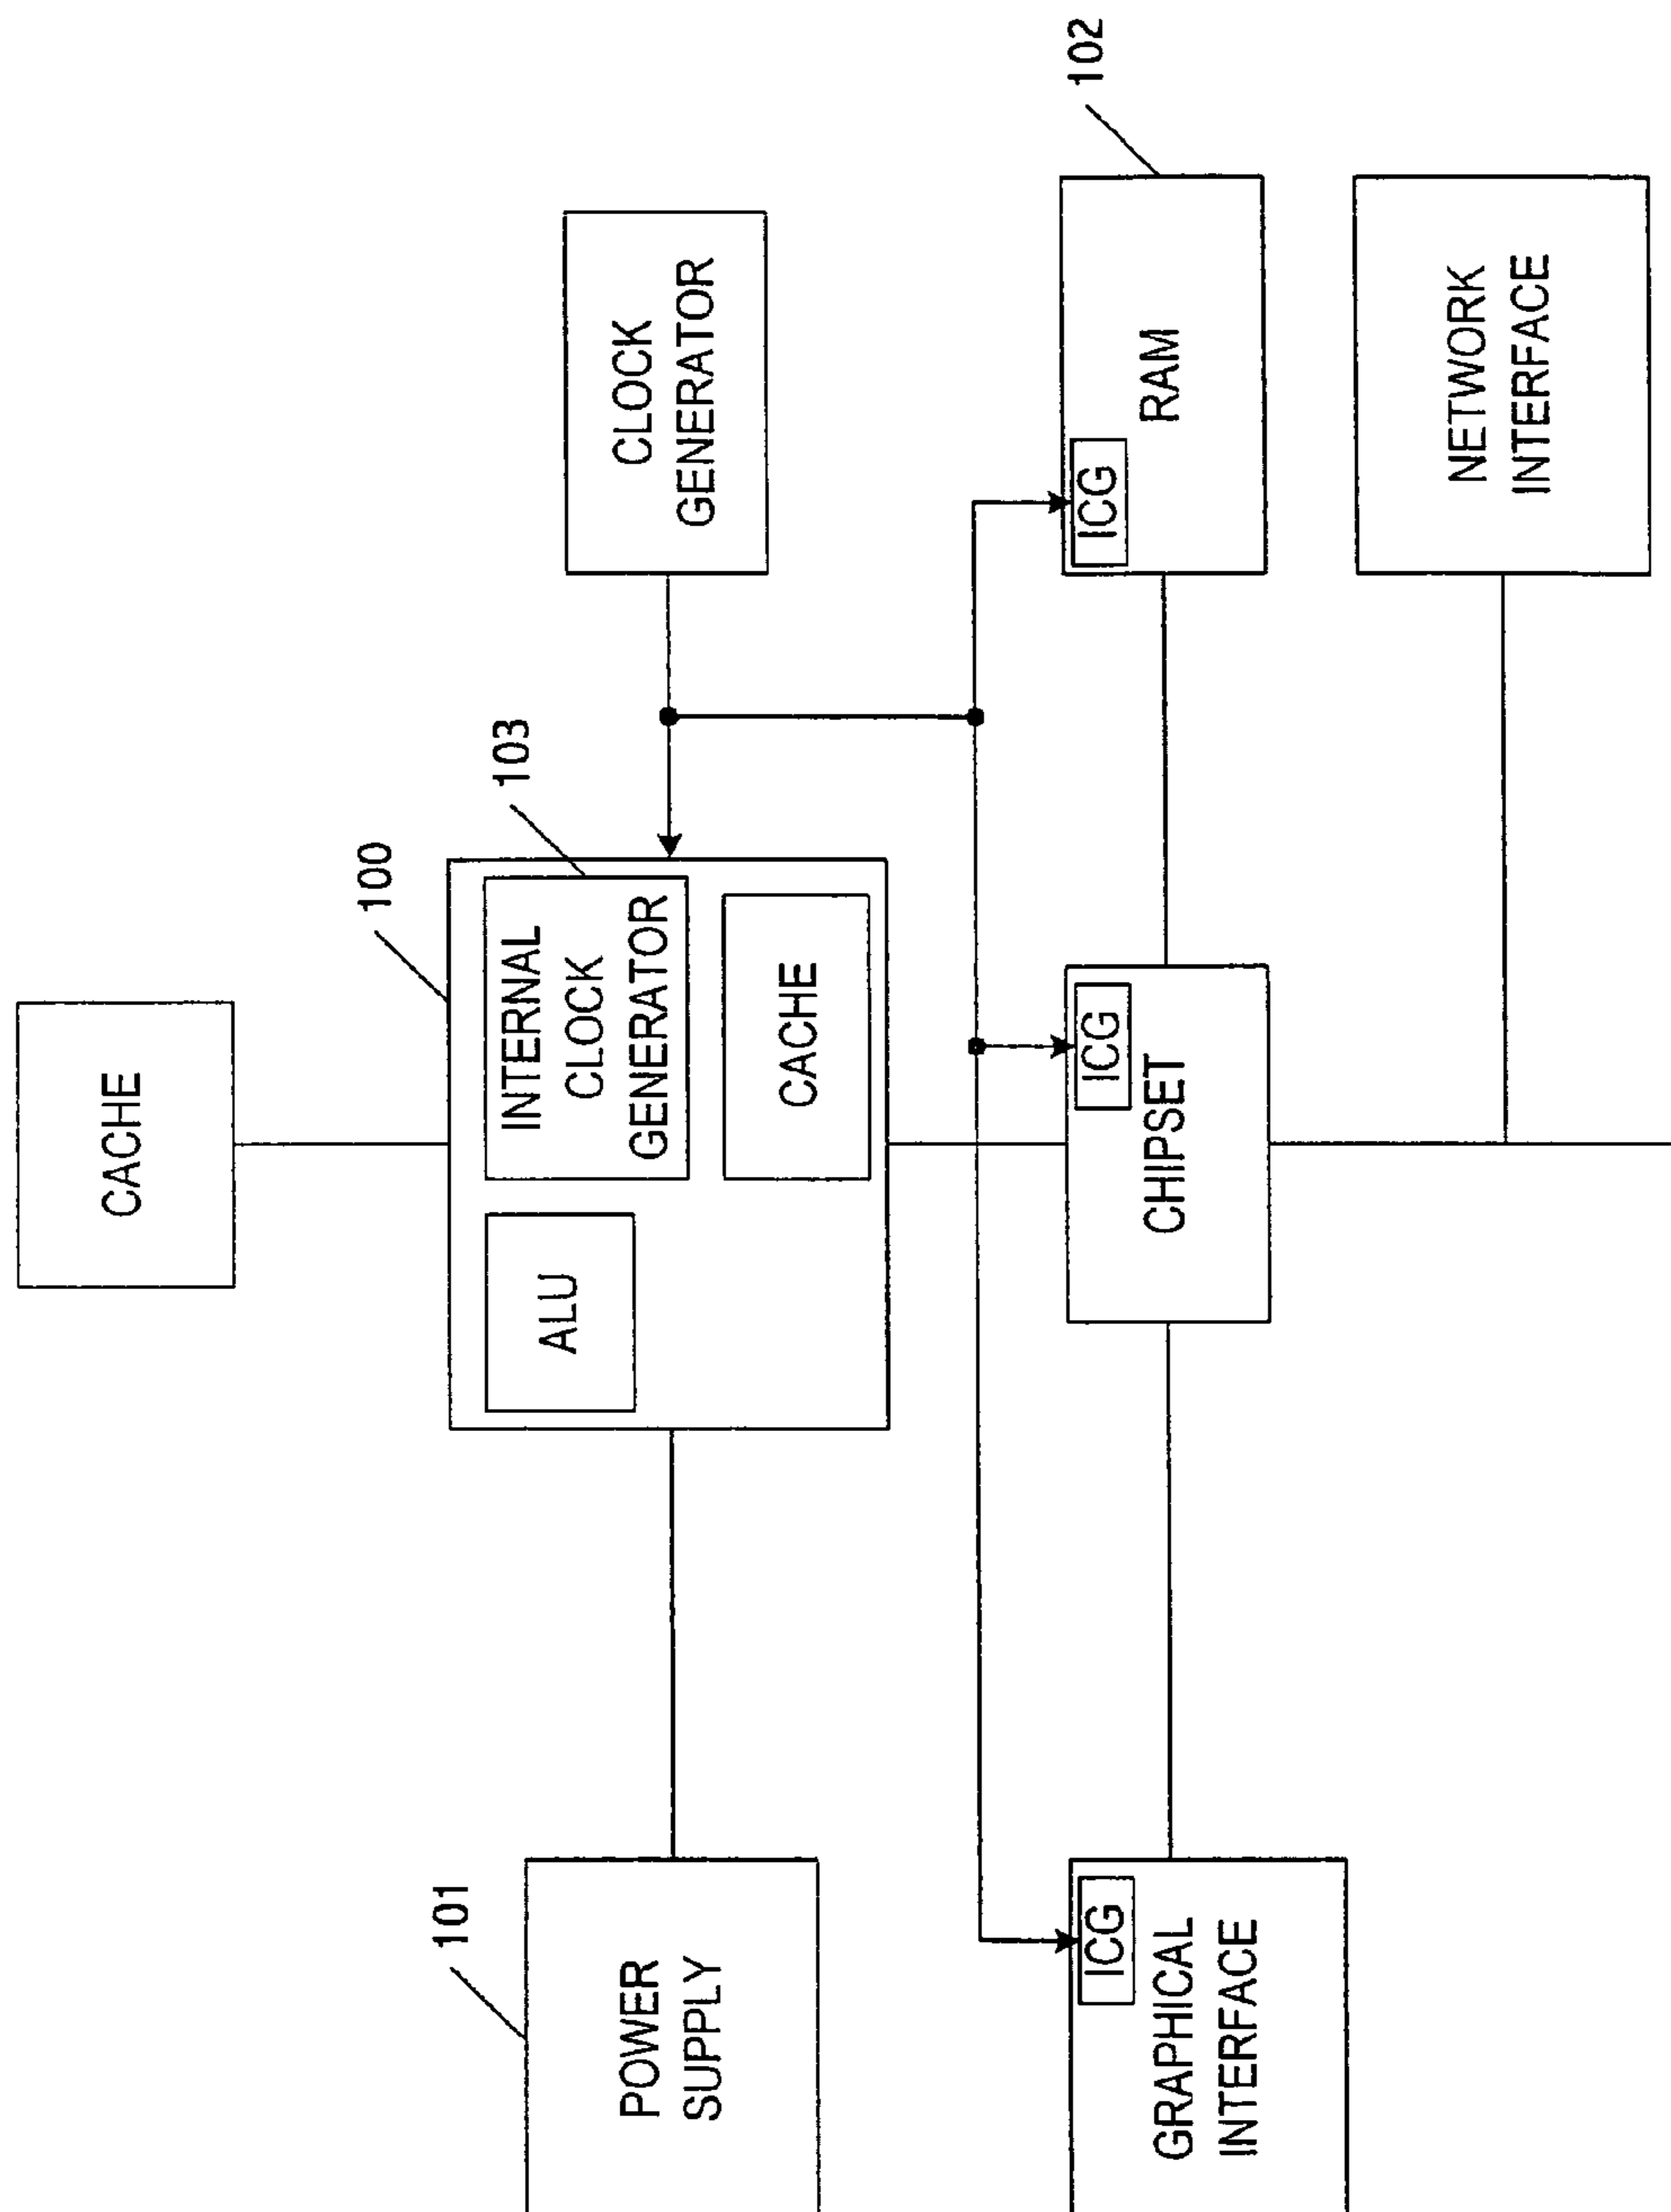 CACHE
100
103
ALU
INTERNAL
CLOCK
GENERATOR
CACHE
CLOCK
GENERATOR
101
POWER
SUPPLY
102
ICG
GRAPHICAL
INTERFACE
ICG
CHIPSET
ICG
RAM
NETWORK
INTERFACE